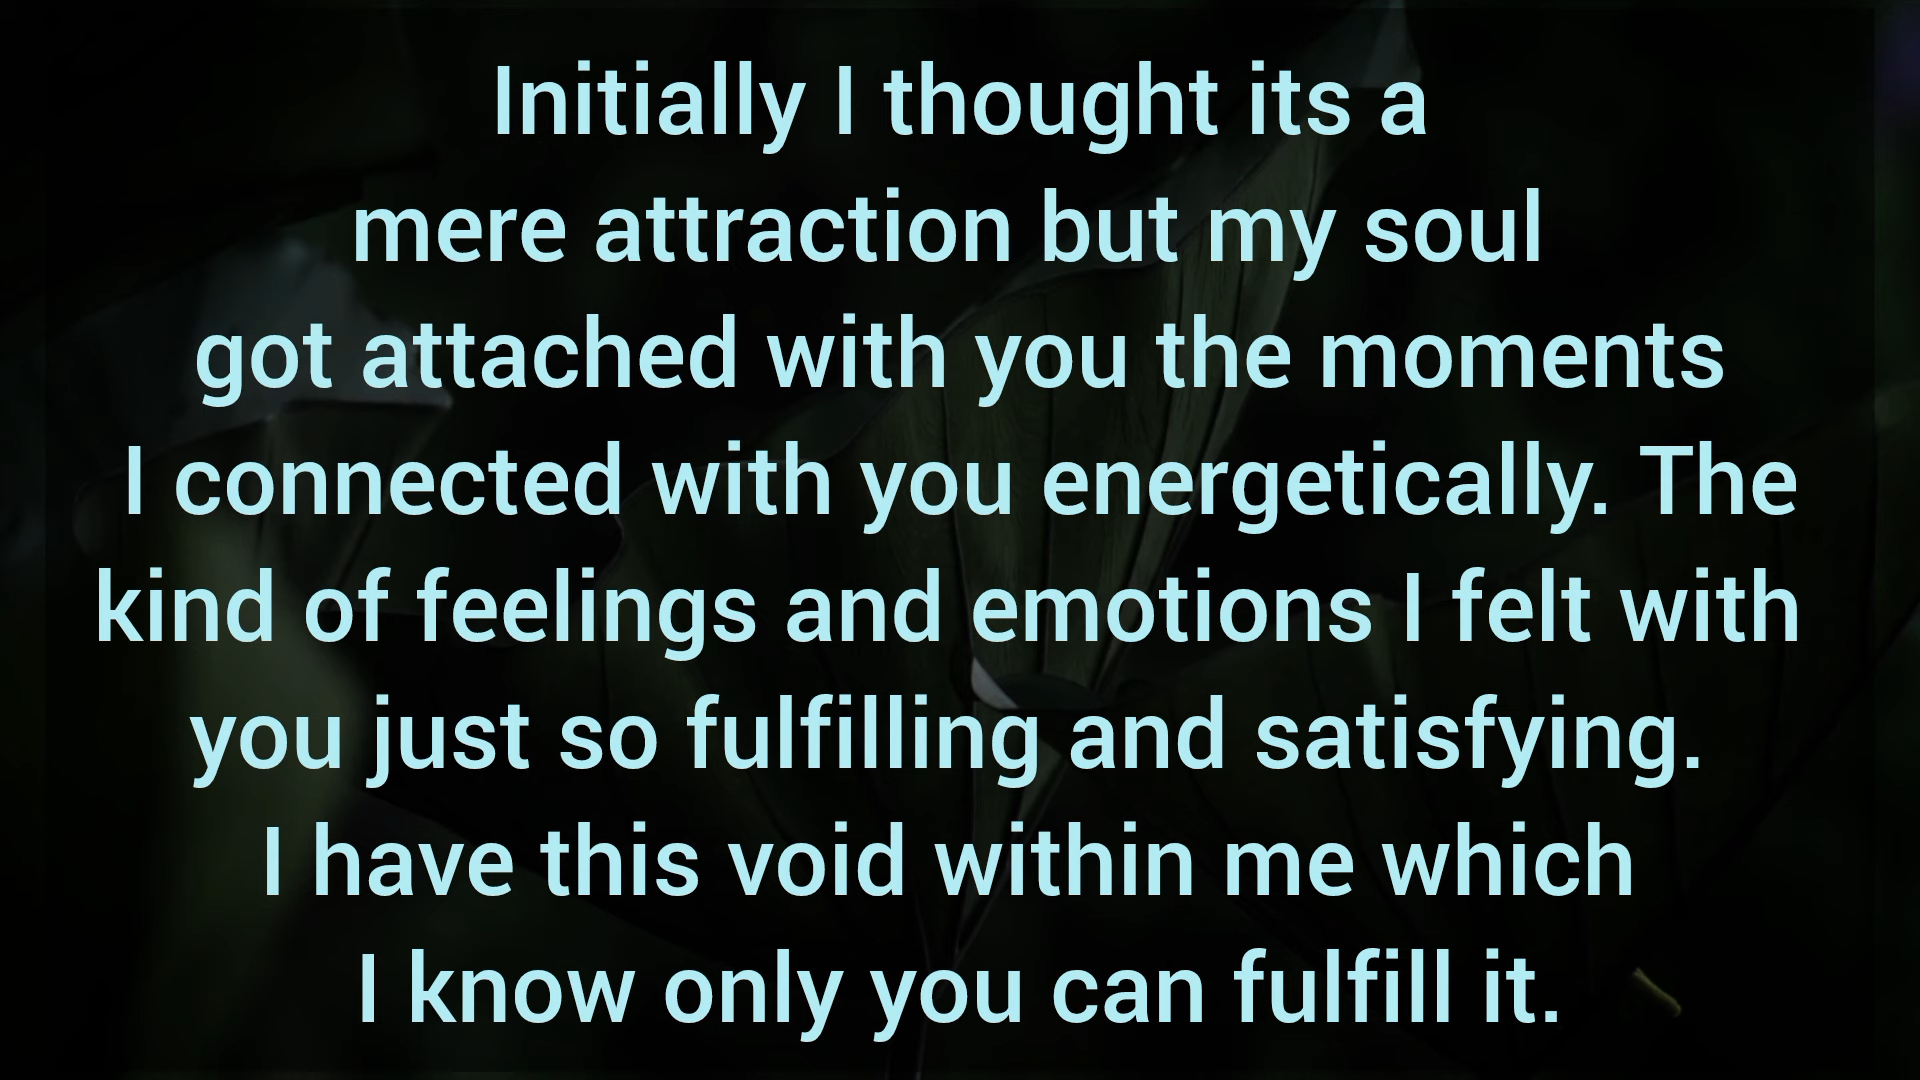 Initially I thought its a
mere attraction but my soul
got attached with you the moments
I connected with you energetically. The
kind of feelings and emotions I felt with
you just so fulfilling and satisfying.
I have this void within me which
I know only you can fulfill it.